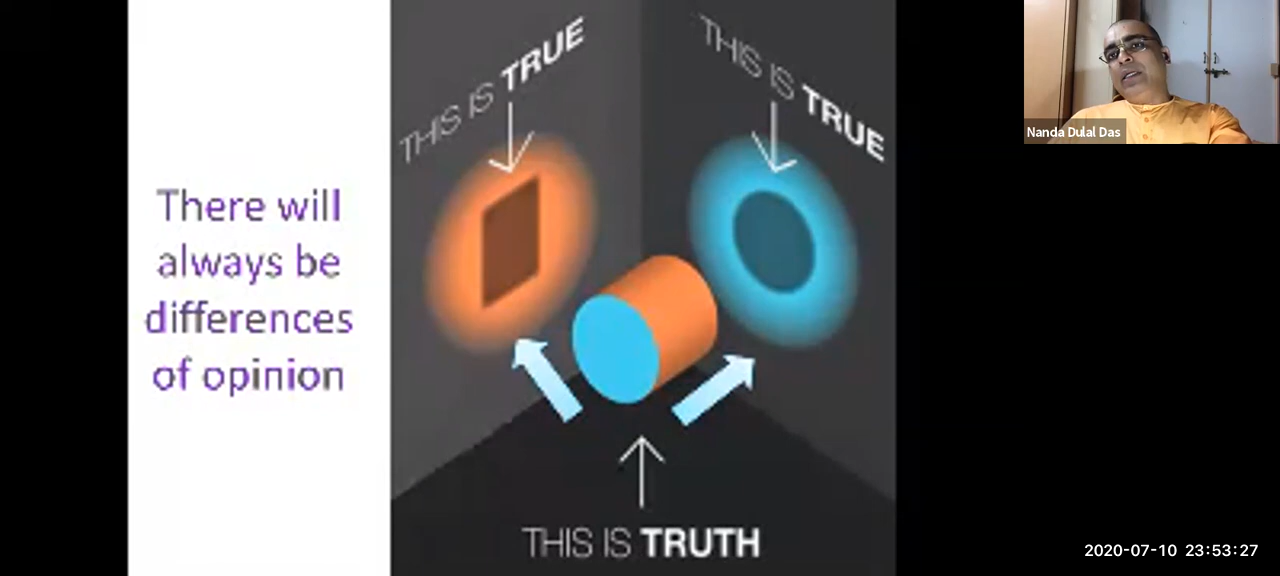 There will
always be
differences
of opinion
THIS IS TRUE
THIS IS TRUE
THIS IS TRUTH
Nanda Dulal Das
2020-07-10 23:53:27